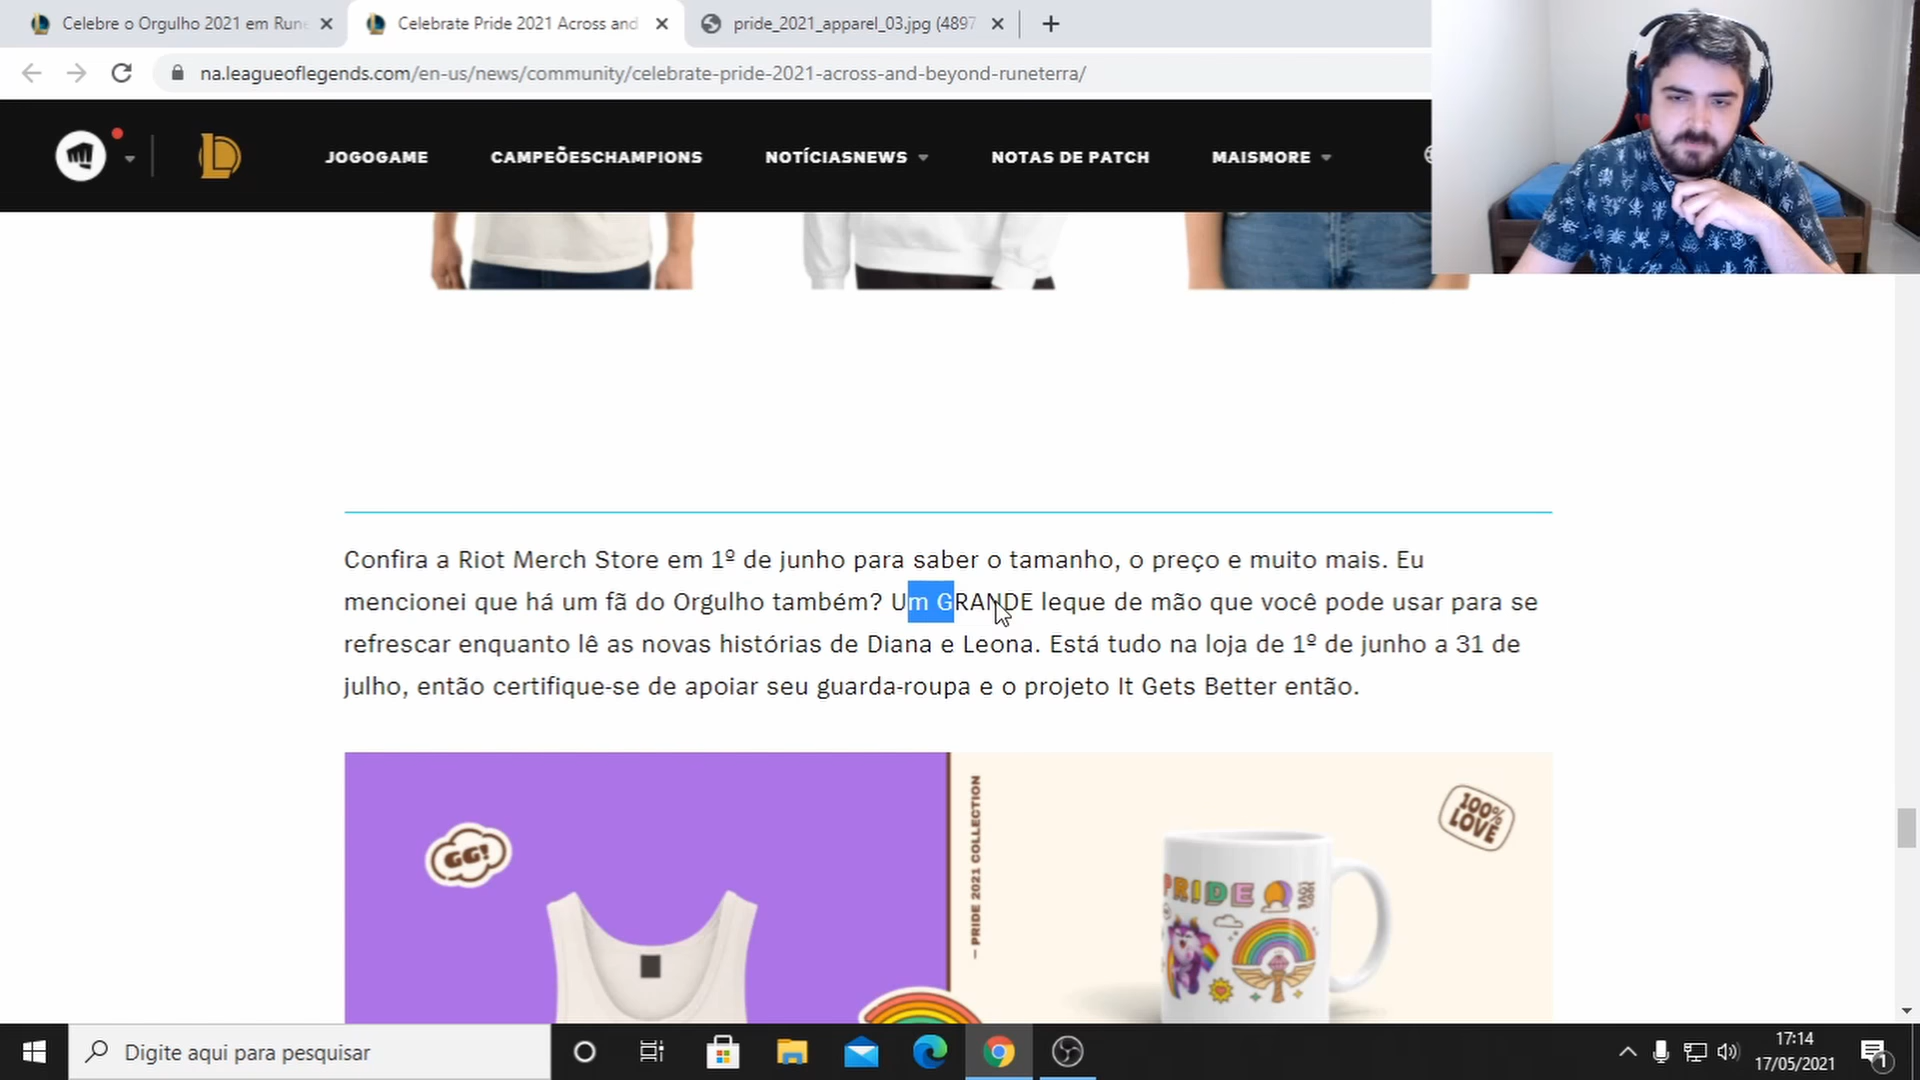 Celebre o Orgulho 2021 em Rune
Celebrate Pride 2021 Across and
pride_2021_apparel_03.jpg (4897
na.leagueoflegends.com/en-us/news/community/celebrate-pride-2021-across-and-beyond-runeterra/
JOGOGAME
CAMPEÕESCHAMPIONS
NOTÍCIASNEWS
NOTAS DE PATCH
MAISMORE
Confira a Riot Merch Store em 1º de junho para saber o tamanho, o preço e muito mais. Eu
mencionei que há um fã do Orgulho também? Um GRANDE leque de mão que você pode usar para se
refrescar enquanto lê as novas histórias de Diana e Leona. Está tudo na loja de 1º de junho a 31 de
julho, então certifique-se de apoiar seu guarda-roupa e o projeto It Gets Better então.
GG!
— PRIDE 2021 COLLECTION
100%
LOVE
PRIDE
Digite aqui para pesquisar
17:14
17/05/2021
1